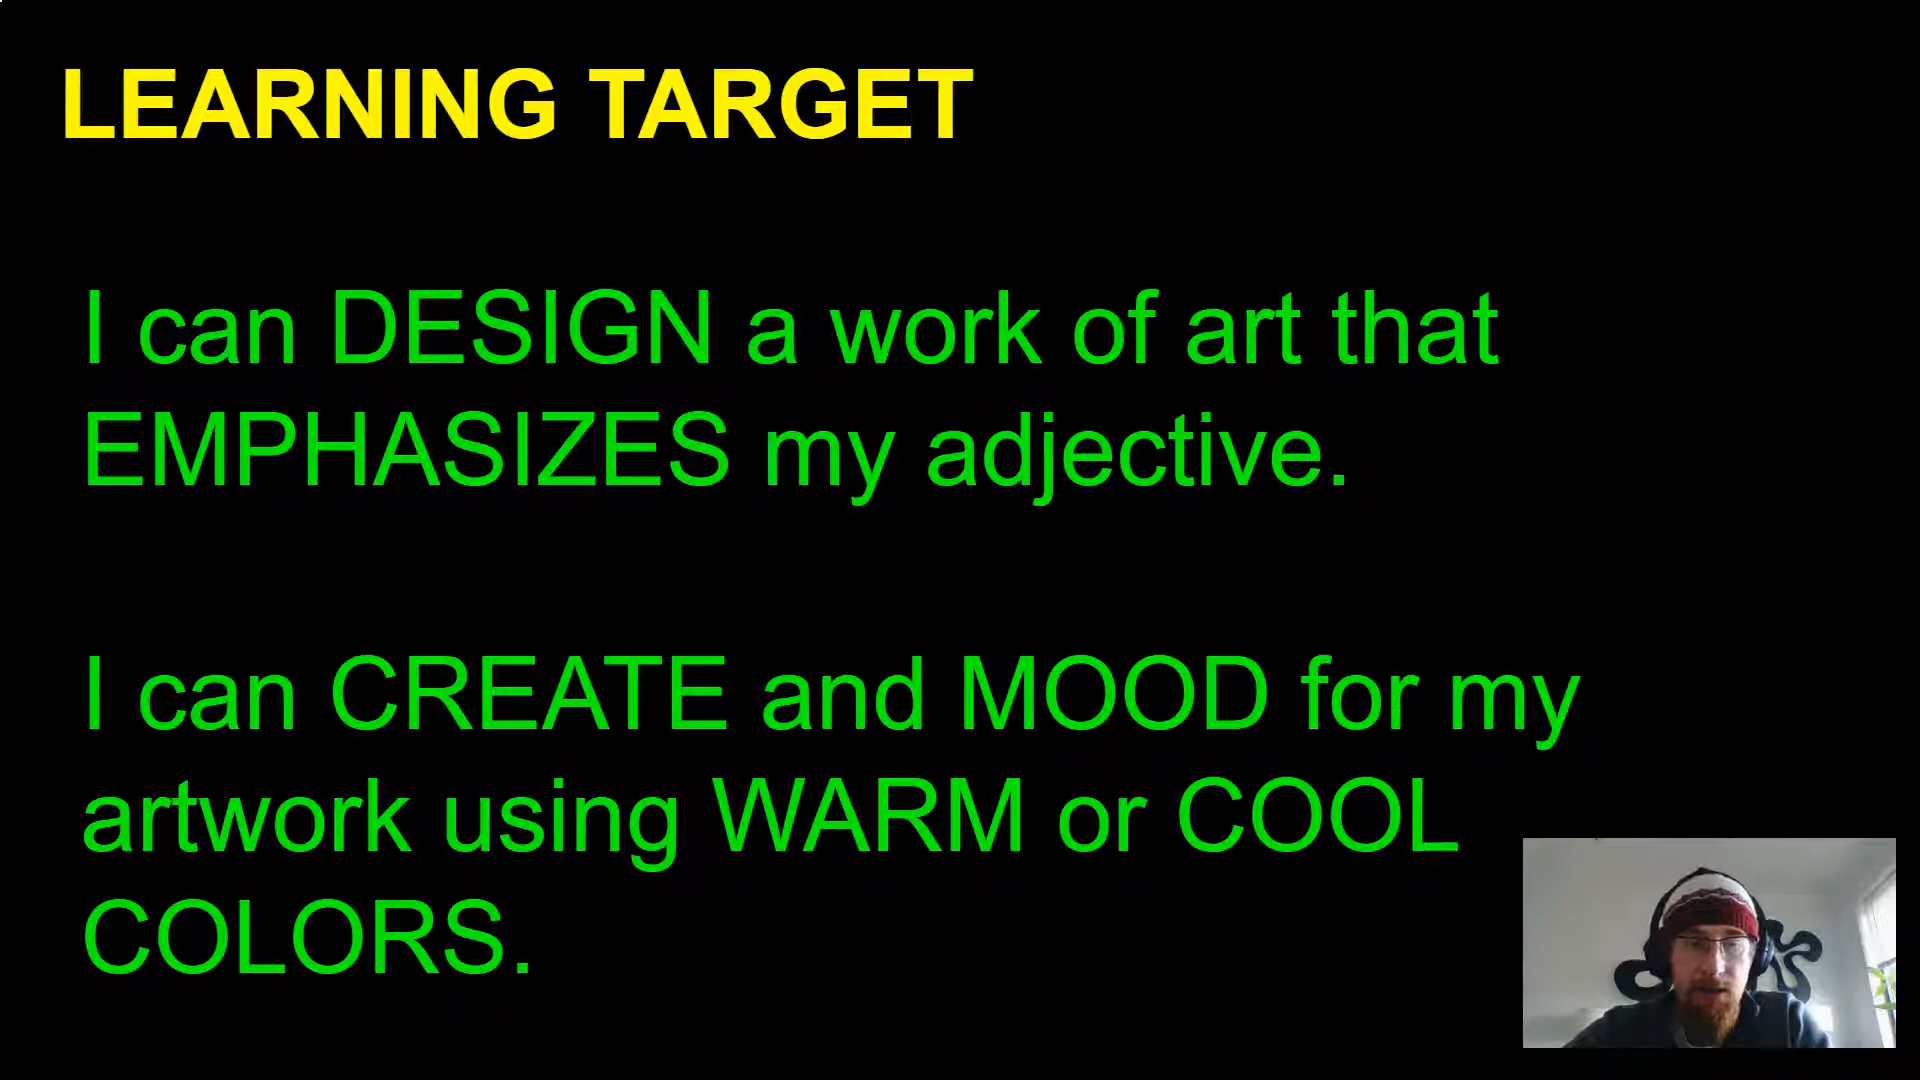 LEARNING TARGET
I can DESIGN a work of art that
EMPHASIZES my adjective.
I can CREATE and MOOD for my
artwork using WARM or COOL
COLORS.